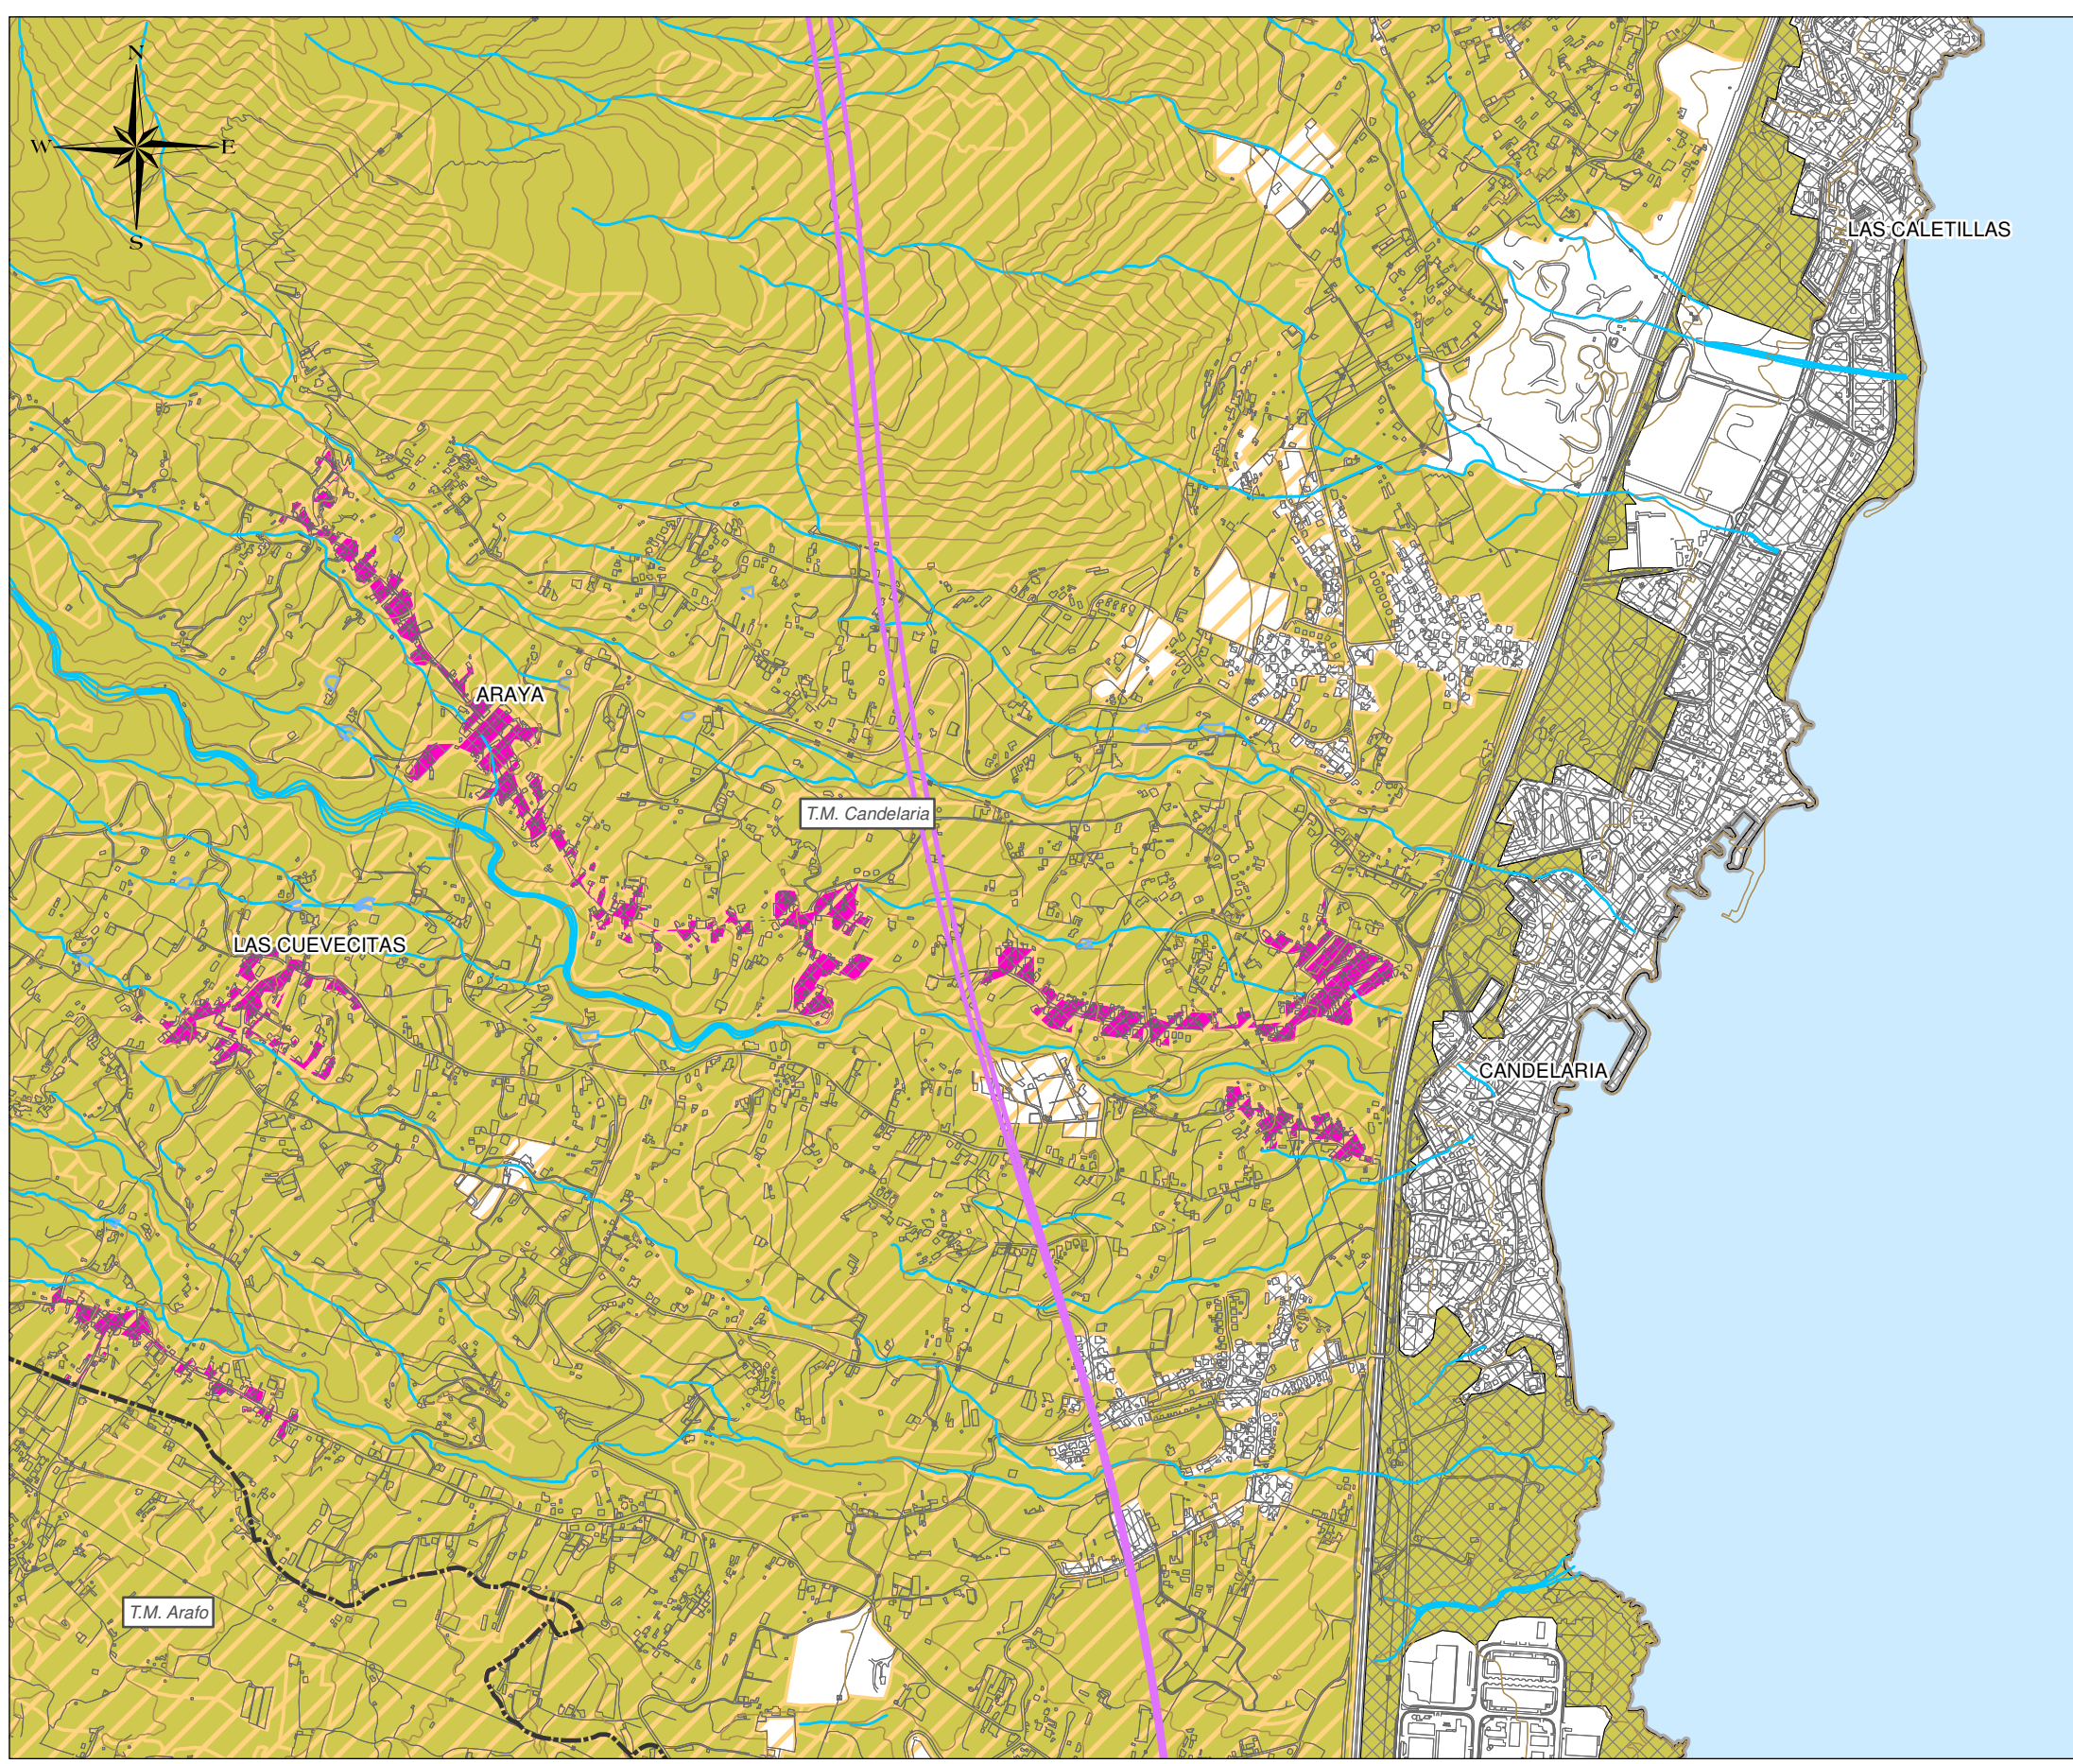 N
W
E
S
LAS CALETILLAS
ARAYA
T.M. Candelaria
LAS CUEVECITAS
CANDELARIA
T.M. Arafo